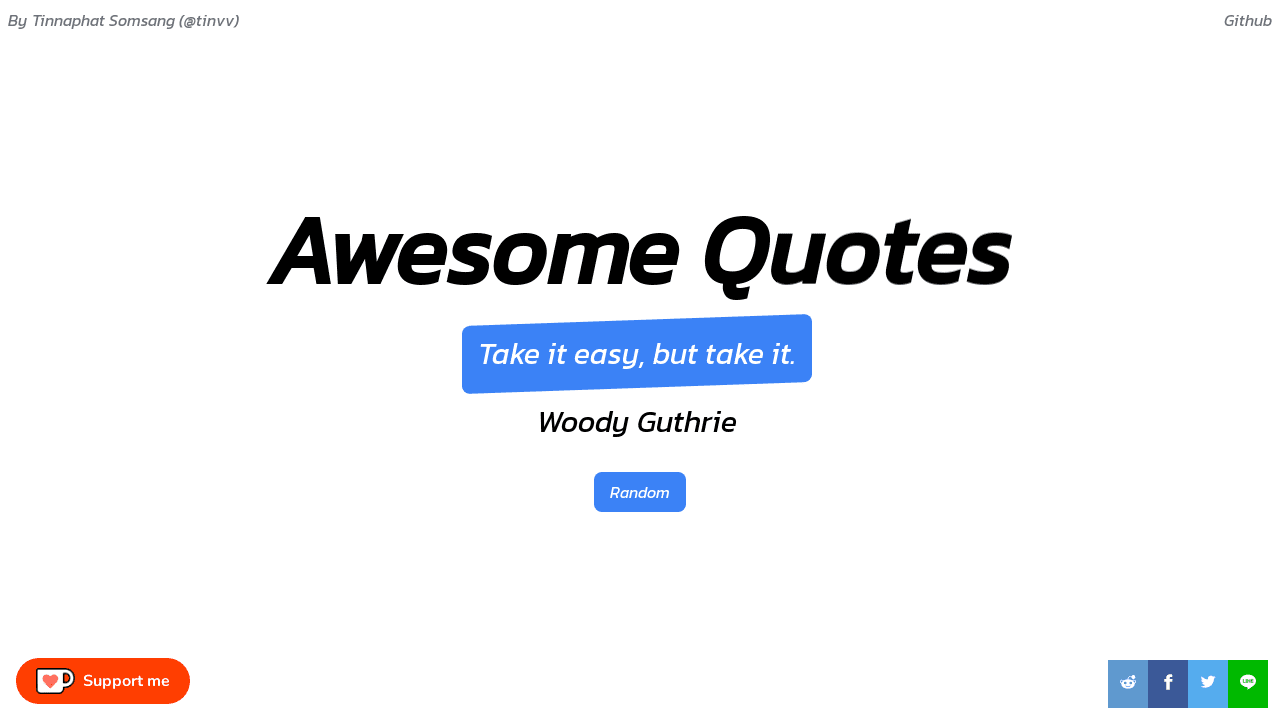 By Tinnaphat Somsang (@tinvv)
Github
Awesome Quotes
Take it easy, but take it.
Woody Guthrie
Random
Support me
LINE